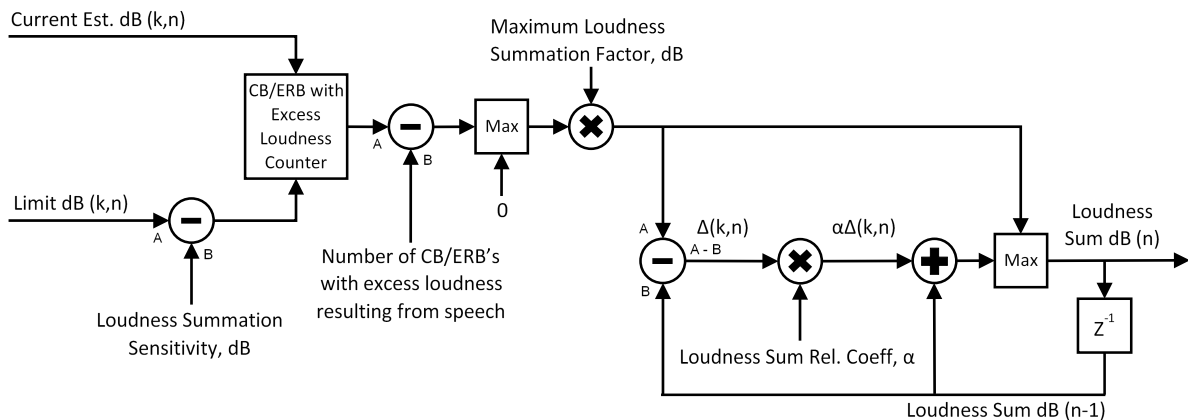 Current Est. dB (k,n)
Maximum Loudness
Summation Factor, dB
CB/ERB with
Excess
Loudness
Counter
A
B
Max
0
Limit dB (k,n)
A
B
Loudness Summation
Sensitivity, dB
Number of CB/ERB's
with excess loudness
resulting from speech
A
B
A - B
Δ(k,n)
αΔ(k,n)
Max
Loudness
Sum dB (n)
Z⁻¹
Loudness Sum Rel. Coeff, α
Loudness Sum dB (n-1)